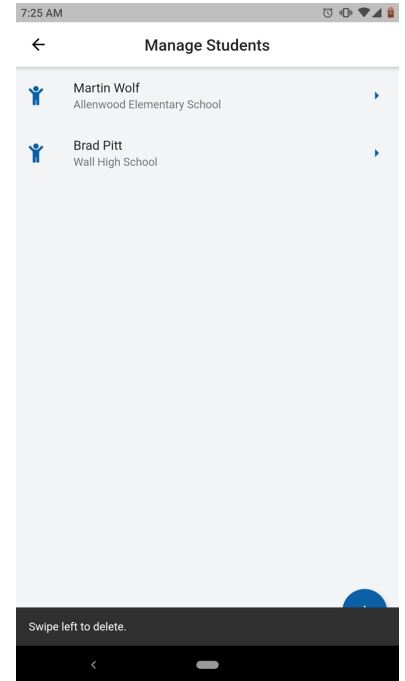 7:25 AM
Manage Students
Martin Wolf
Allenwood Elementary School
Brad Pitt
Wall High School
Swipe left to delete.